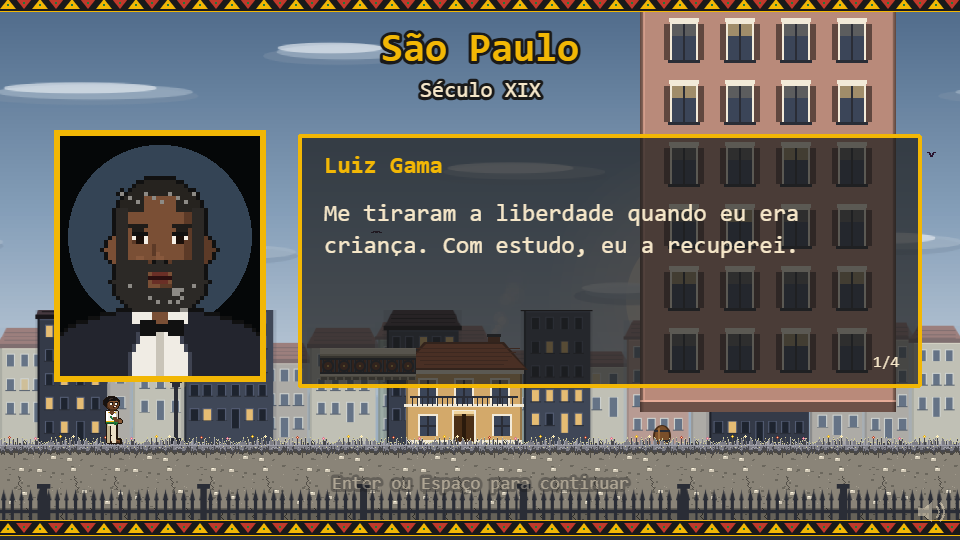 São Paulo
Século XIX
Luiz Gama
Me tiraram a liberdade quando eu era
criança. Com estudo, eu a recuperei.
1/4
Enter ou Espaço para continuar